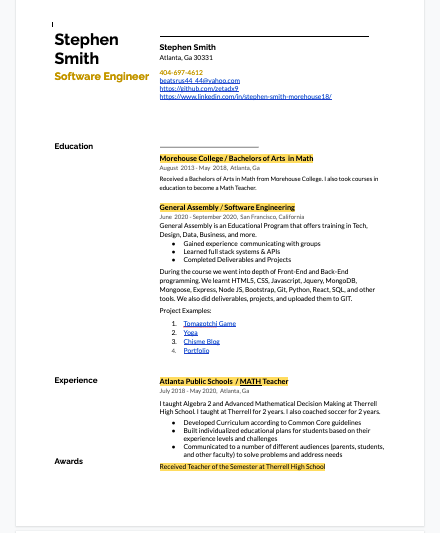 Stephen
Smith
Software Engineer
Stephen Smith
Atlanta, Ga 30331
404-697-4612
beatsrus44_44@yahoo.com
https://github.com/zetadx9
https://www.linkedin.com/in/stephen-smith-morehouse18/
Education
Morehouse College / Bachelors of Arts in Math
August 2013 - May 2018, Atlanta, Ga
Received a Bachelors of Arts in Math from Morehouse College. I also took courses in
education to become a Math Teacher.
General Assembly / Software Engineering
June 2020 - September 2020, San Francisco, California
General Assembly is an Educational Program that offers training in Tech,
Design, Data, Business, and more.
● Gained experience communicating with groups
● Learned full stack systems & APIs
● Completed Deliverables and Projects
During the course we went into depth of Front-End and Back-End
programming. We learnt HTML5, CSS, Javascript, Jquery, MongoDB,
Mongoose, Express, Node JS, Bootstrap, Git, Python, React, SQL, and other
tools. We also did deliverables, projects, and uploaded them to GIT.
Project Examples:
1. Tomagotchi Game
2. Yoga
3. Chisme Blog
4. Portfolio
Experience
Atlanta Public Schools / MATH Teacher
July 2018 - May 2020, Atlanta, Ga
I taught Algebra 2 and Advanced Mathematical Decision Making at Therrell
High School. I taught at Therrell for 2 years. I also coached soccer for 2 years.
● Developed Curriculum according to Common Core guidelines
● Built individualized educational plans for students based on their
experience levels and challenges
● Communicated to a number of different audiences (parents, students,
and other faculty) to solve problems and address needs
Awards
Received Teacher of the Semester at Therrell High School